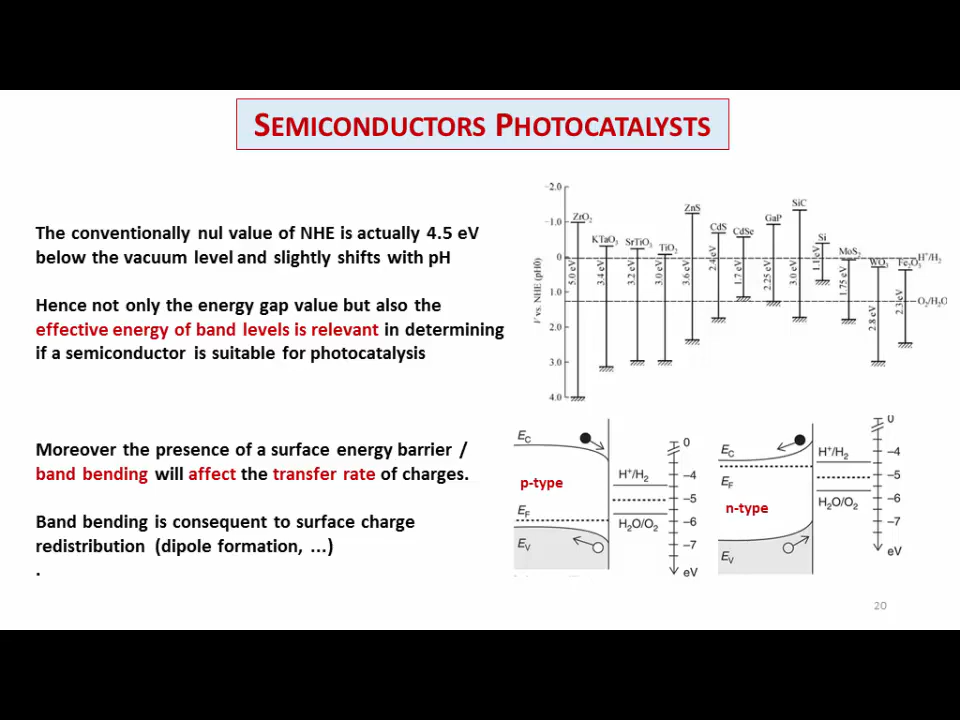 SEMICONDUCTORS PHOTOCATALYSTS
The conventionally nul value of NHE is actually 4.5 eV
below the vacuum level and slightly shifts with pH
Hence not only the energy gap value but also the
effective energy of band levels is relevant in determining
if a semiconductor is suitable for photocatalysis
Moreover the presence of a surface energy barrier /
band bending will affect the transfer rate of charges.
Band bending is consequent to surface charge
redistribution (dipole formation, ...)
.
-2.0
-1.0
0
1.0
2.0
3.0
4.0
V vs. NHE (pH0)
ZrO₂
5.0 eV
KTaO₃
3.4 eV
SrTiO₃
3.2 eV
TiO₂
3.0 eV
ZnS
3.6 eV
CdS
2.4 eV
CdSe
1.7 eV
GaP
2.25 eV
SiC
3.0 eV
Si
1.1 eV
MoS₂
1.75 eV
WO₃
2.8 eV
Fe₂O₃
2.3 eV
H⁺/H₂
O₂/H₂O
E_C
p-type
E_F
E_V
H⁺/H₂
H₂O/O₂
0
-4
-5
-6
-7
eV
E_C
E_F
n-type
E_V
H⁺/H₂
H₂O/O₂
0
-4
-5
-6
-7
eV
20